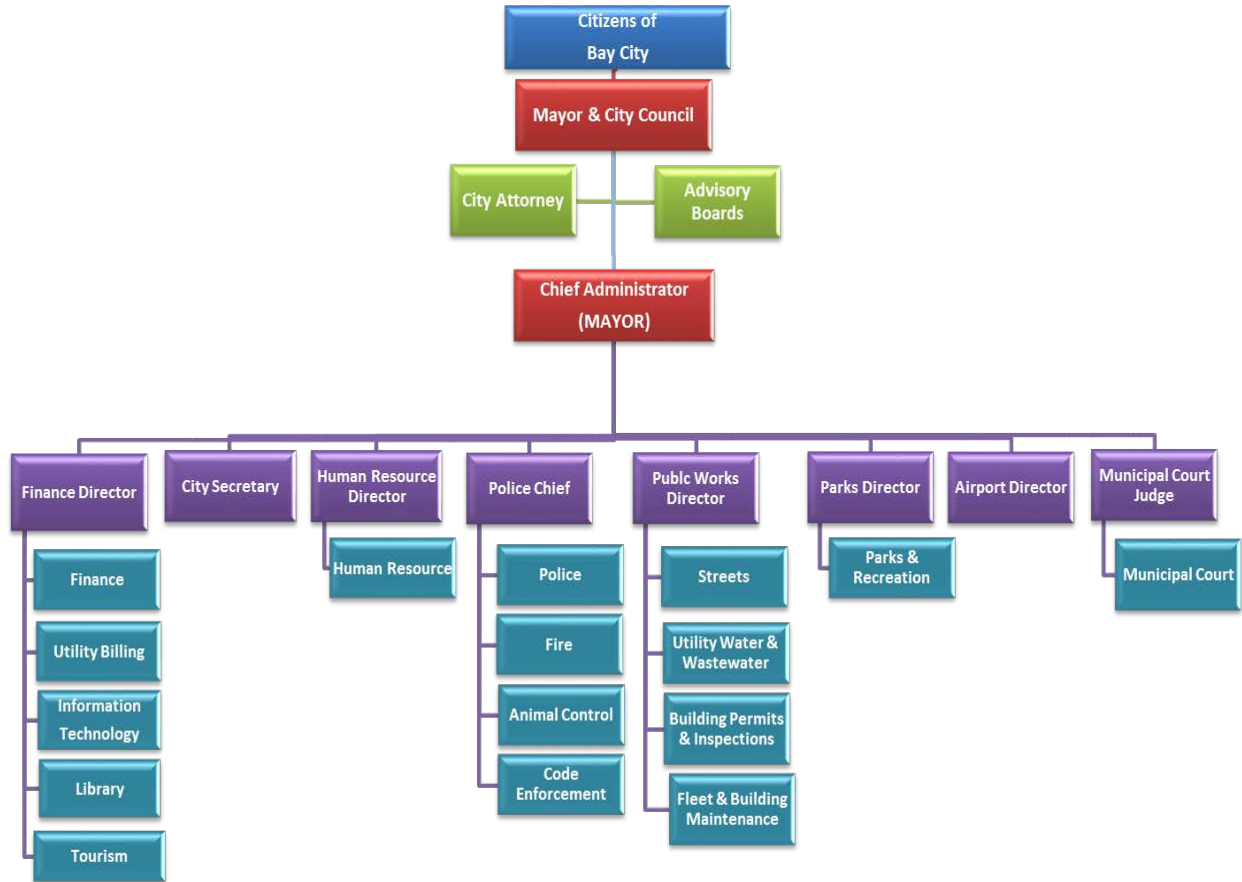 Citizens of
Bay City
Mayor & City Council
City Attorney
Advisory
Boards
Chief Administrator
(MAYOR)
Finance Director
City Secretary
Human Resource
Director
Police Chief
Publc Works
Director
Parks Director
Airport Director
Municipal Court
Judge
Finance
Utility Billing
Information
Technology
Library
Tourism
Human Resource
Police
Fire
Animal Control
Code
Enforcement
Streets
Utility Water &
Wastewater
Building Permits
& Inspections
Fleet & Building
Maintenance
Parks &
Recreation
Municipal Court